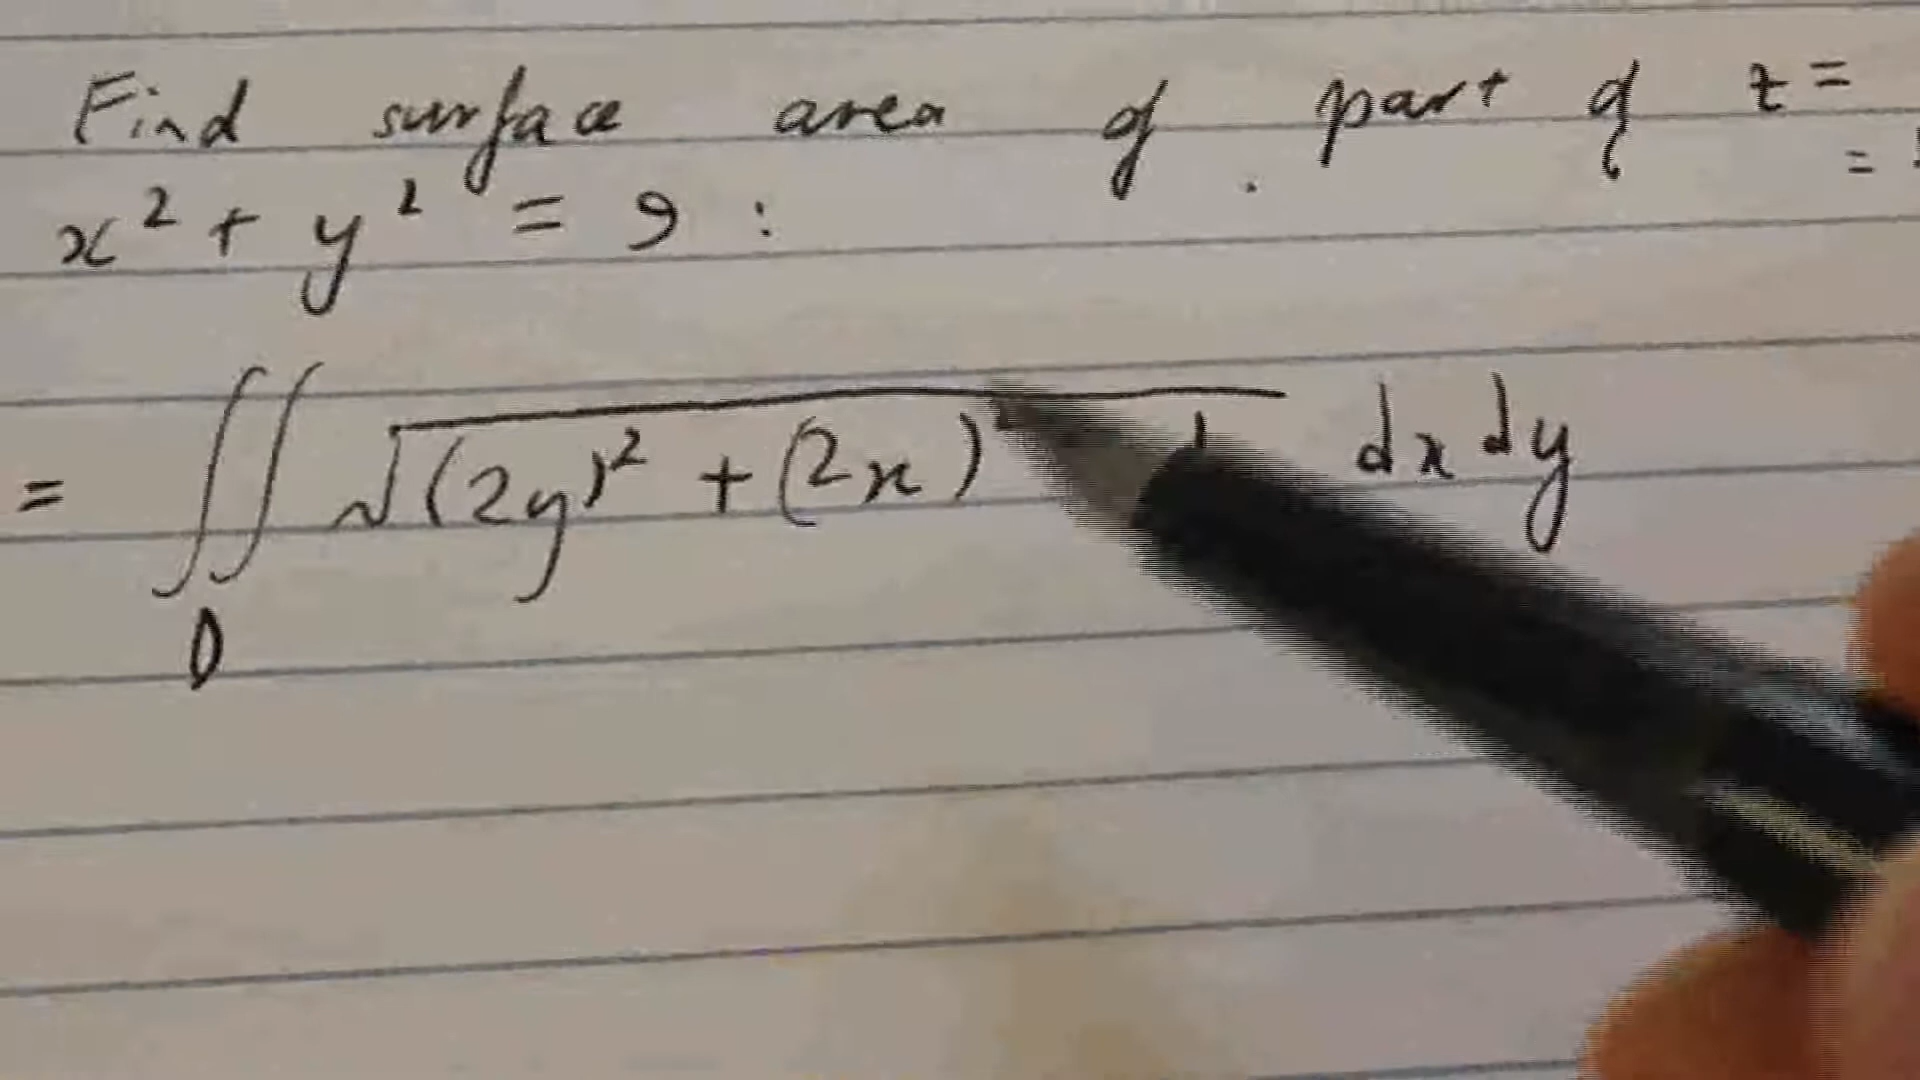 Find surface area of part of z =
x² + y² = 9 : =
= ∬ √(2y)² + (2x) dx dy
D